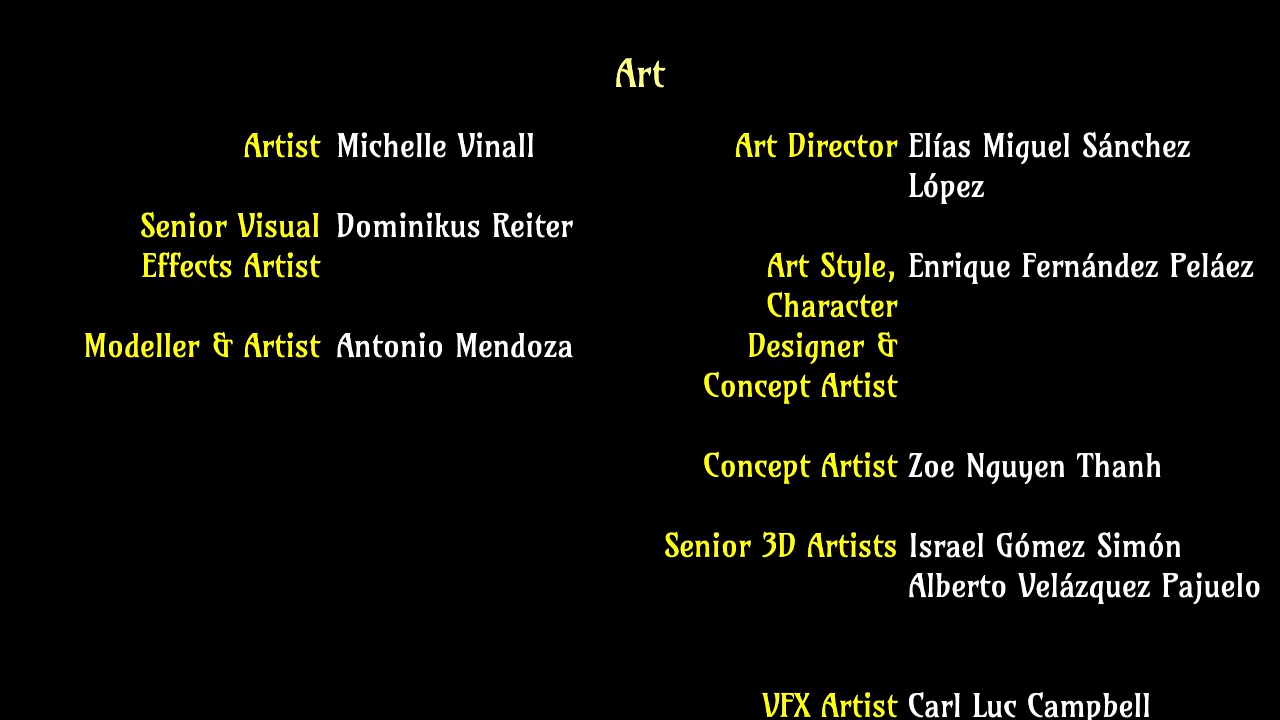 Art
Artist Michelle Vinall
Senior Visual Dominikus Reiter
Effects Artist
Modeller & Artist Antonio Mendoza
Art Director Elías Miguel Sánchez
López
Art Style, Enrique Fernández Peláez
Character
Designer &
Concept Artist
Concept Artist Zoe Nguyen Thanh
Senior 3D Artists Israel Gómez Simón
Alberto Velázquez Pajuelo
VFX Artist Carl Luc Campbell